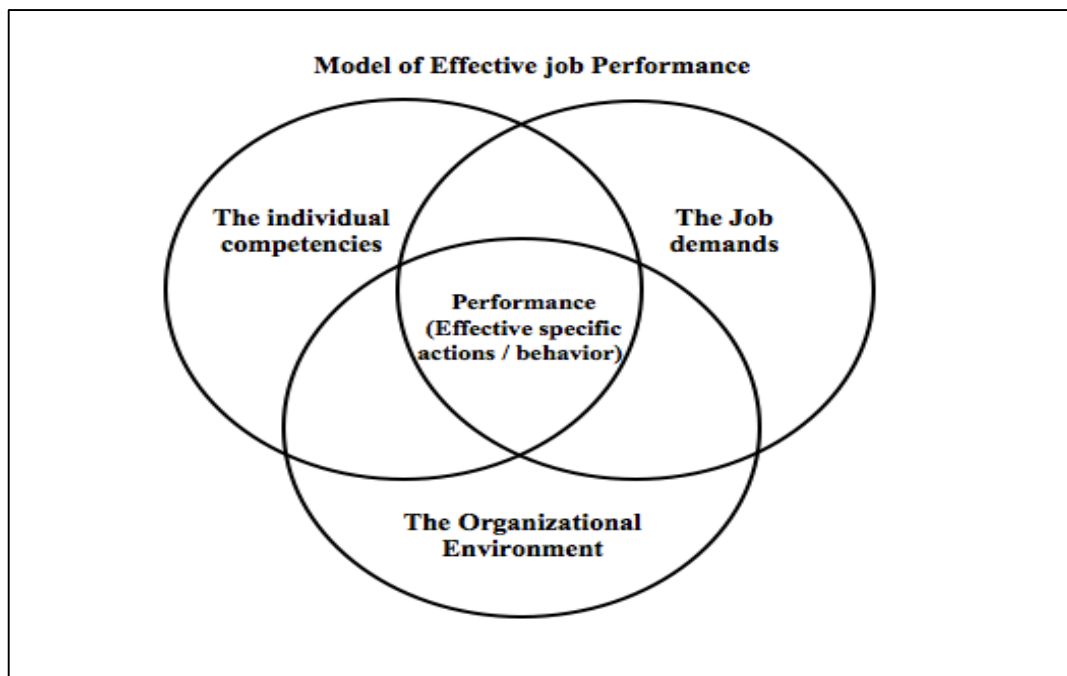 Model of Effective job Performance
The individual
competencies
The Job
demands
Performance
(Effective specific
actions / behavior)
The Organizational
Environment